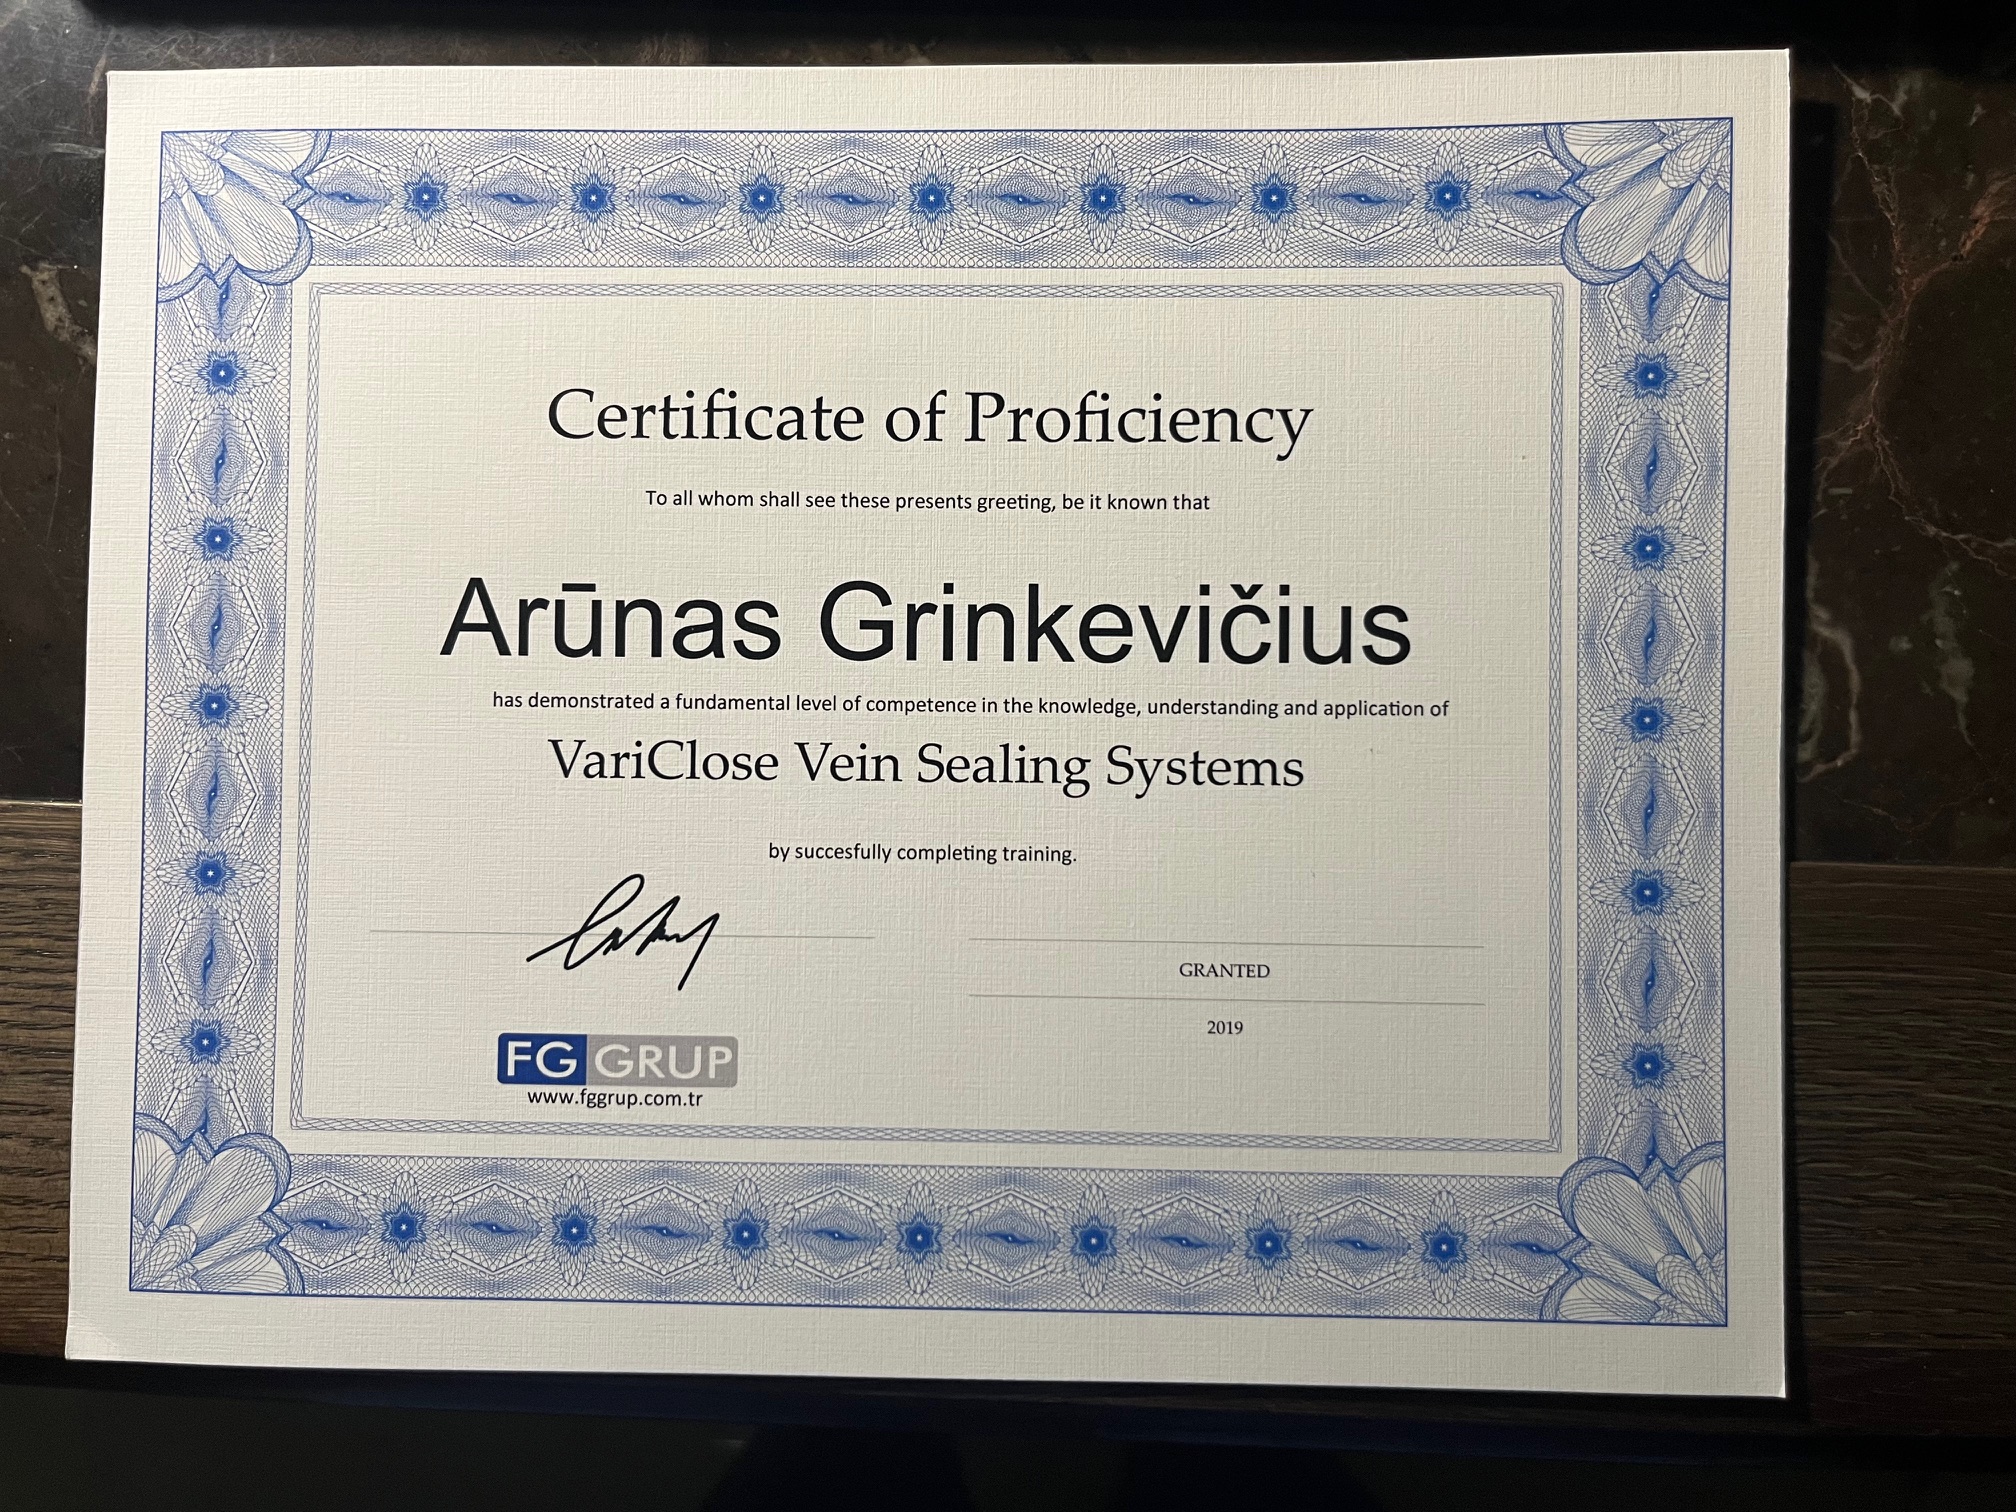 Certificate of Proficiency
To all whom shall see these presents greeting, be it known that
Arūnas Grinkevičius
has demonstrated a fundamental level of competence in the knowledge, understanding and application of
VariClose Vein Sealing Systems
by succesfully completing training.
GRANTED
2019
FG GRUP
www.fggrup.com.tr